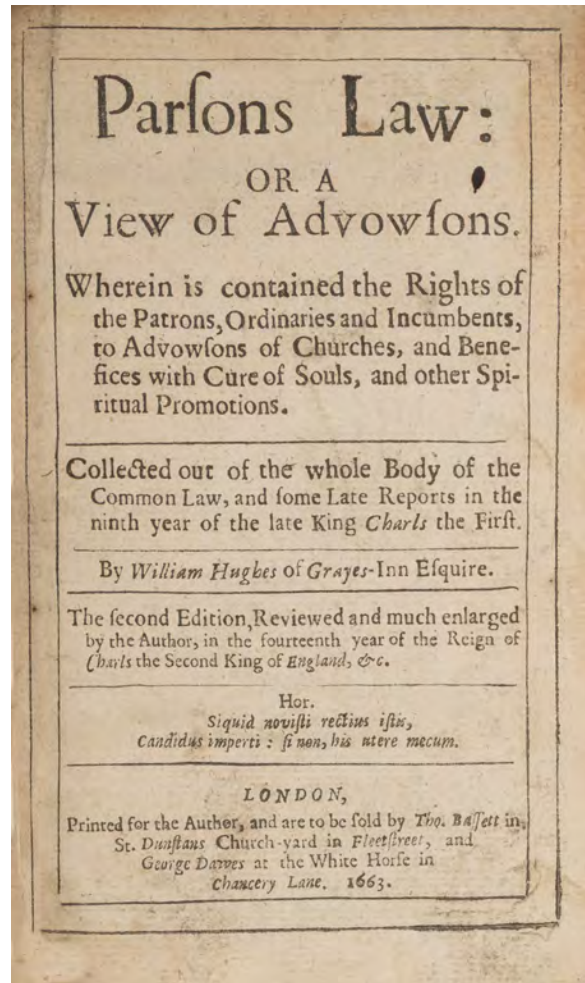 Parſons Law:
OR A
View of Advowſons.
Wherein is contained the Rights of
the Patrons, Ordinaries and Incumbents,
to Advowſons of Churches, and Bene-
fices with Cure of Souls, and other Spi-
ritual Promotions.
Collected out of the whole Body of the
Common Law, and ſome Late Reports in the
ninth year of the late King Charls the Firſt.
By William Hughes of Grayes-Inn Eſquire.
The ſecond Edition, Reviewed and much enlarged
by the Author, in the fourteenth year of the Reign of
Charls the Second King of England, &c.
Hor.
Siquid noviſti rectius iſtis,
Candidus imperti : ſi non, his utere mecum.
LONDON,
Printed for the Author, and are to be ſold by Tho. Baſſett in
St. Dunſtans Church-yard in Fleetſtreet, and
George Dawes at the White Horſe in
Chancery Lane. 1663.